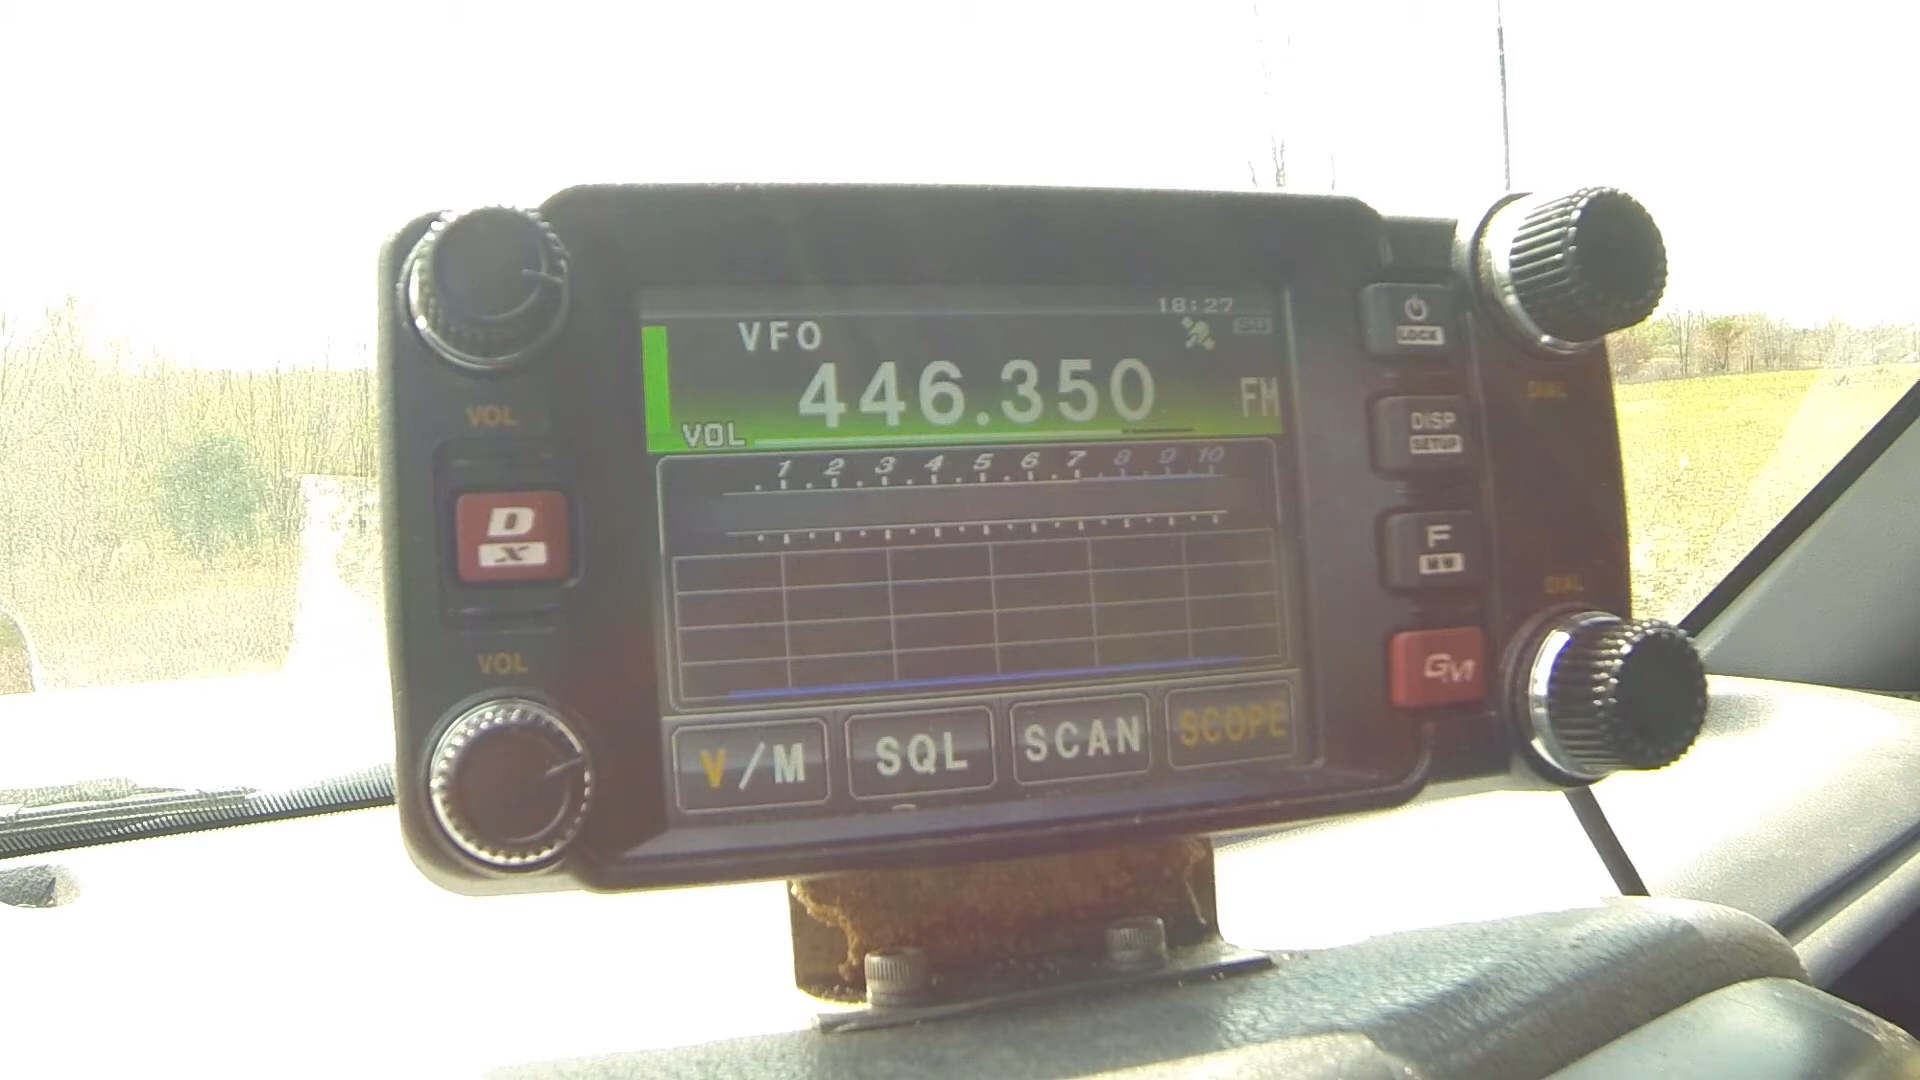 18:27
VFO
446.350
FM
VOL
1 2 3 4 5 6 7 8 9 10
V/M SQL SCAN SCOPE
VOL
D
X
VOL
LOCK
DIAL
DISP
SETUP
F
MW
DIAL
GM